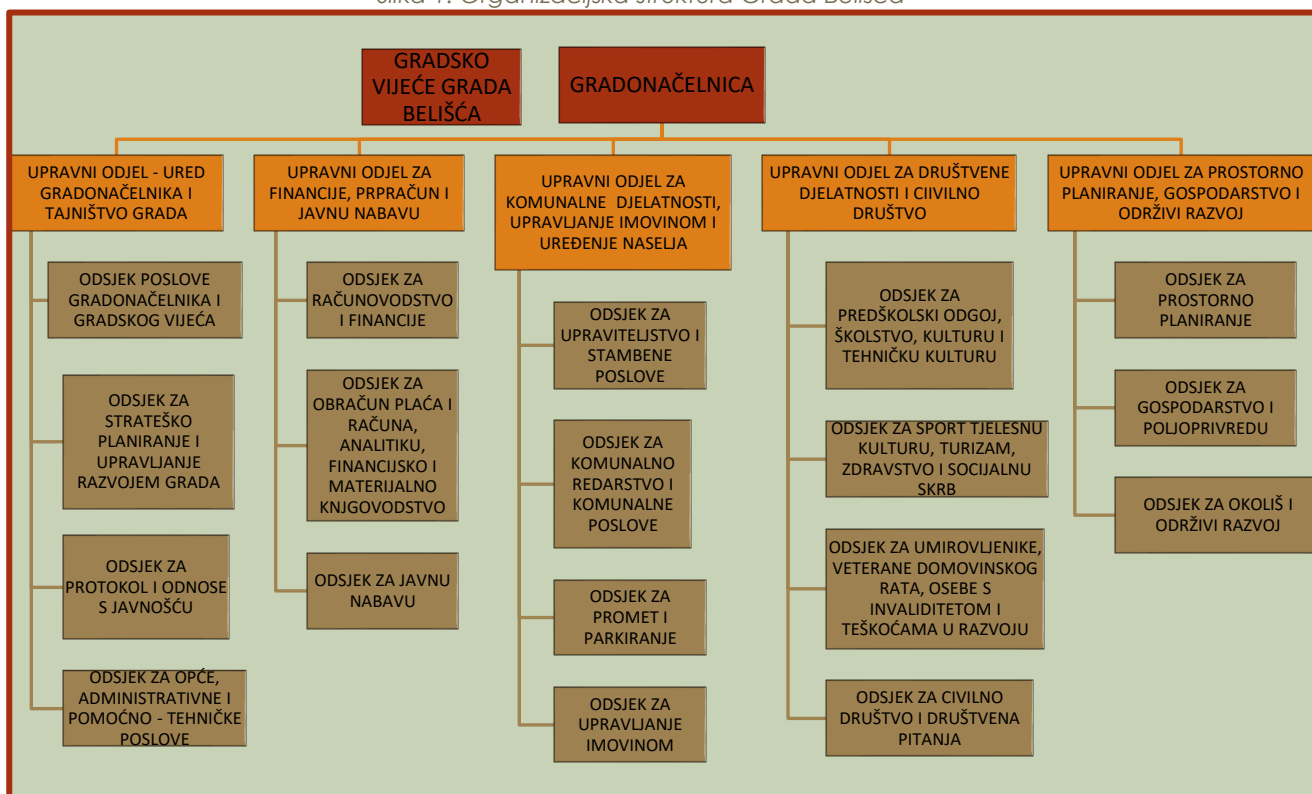 Slika 1. Organizacijska struktura Grada Belišća
GRADSKO
VIJEĆE GRADA
BELIŠĆA
GRADONAČELNICA
UPRAVNI ODJEL - URED
GRADONAČELNIKA I
TAJNIŠTVO GRADA
ODSJEK POSLOVE
GRADONAČELNIKA I
GRADSKOG VIJEĆA
ODSJEK ZA
STRATEŠKO
PLANIRANJE I
UPRAVLJANJE
RAZVOJEM GRADA
ODSJEK ZA
PROTOKOL I ODNOSE
S JAVNOŠĆU
ODSJEK ZA OPĆE,
ADMINISTRATIVNE I
POMOĆNO - TEHNIČKE
POSLOVE
UPRAVNI ODJEL ZA
FINANCIJE, PRPRAČUN I
JAVNU NABAVU
ODSJEK ZA
RAČUNOVODSTVO
I FINANCIJE
ODSJEK ZA
OBRAČUN PLAĆA I
RAČUNA,
ANALITIKU,
FINANCIJSKO I
MATERIJALNO
KNJGOVODSTVO
ODSJEK ZA JAVNU
NABAVU
UPRAVNI ODJEL ZA
KOMUNALNE DJELATNOSTI,
UPRAVLJANJE IMOVINOM I
UREĐENJE NASELJA
ODSJEK ZA
UPRAVITELJSTVO I
STAMBENE
POSLOVE
ODSJEK ZA
KOMUNALNO
REDARSTVO I
KOMUNALNE
POSLOVE
ODSJEK ZA
PROMET I
PARKIRANJE
ODSJEK ZA
UPRAVLJANJE
IMOVINOM
UPRAVNI ODJEL ZA DRUŠTVENE
DJELATNOSTI I CIIVILNO
DRUŠTVO
ODSJEK ZA
PREDŠKOLSKI ODGOJ,
ŠKOLSTVO, KULTURU I
TEHNIČKU KULTURU
ODSJEK ZA SPORT TJELESNU
KULTURU, TURIZAM,
ZDRAVSTVO I SOCIJALNU
SKRB
ODSJEK ZA UMIROVLJENIKE,
VETERANE DOMOVINSKOG
RATA, OSEBE S
INVALIDITETOM I
TEŠKOĆAMA U RAZVOJU
ODSJEK ZA CIVILNO
DRUŠTVO I DRUŠTVENA
PITANJA
UPRAVNI ODJEL ZA PROSTORNO
PLANIRANJE, GOSPODARSTVO I
ODRŽIVI RAZVOJ
ODSJEK ZA
PROSTORNO
PLANIRANJE
ODSJEK ZA
GOSPODARSTVO I
POLJOPRIVREDU
ODSJEK ZA OKOLIŠ I
ODRŽIVI RAZVOJ